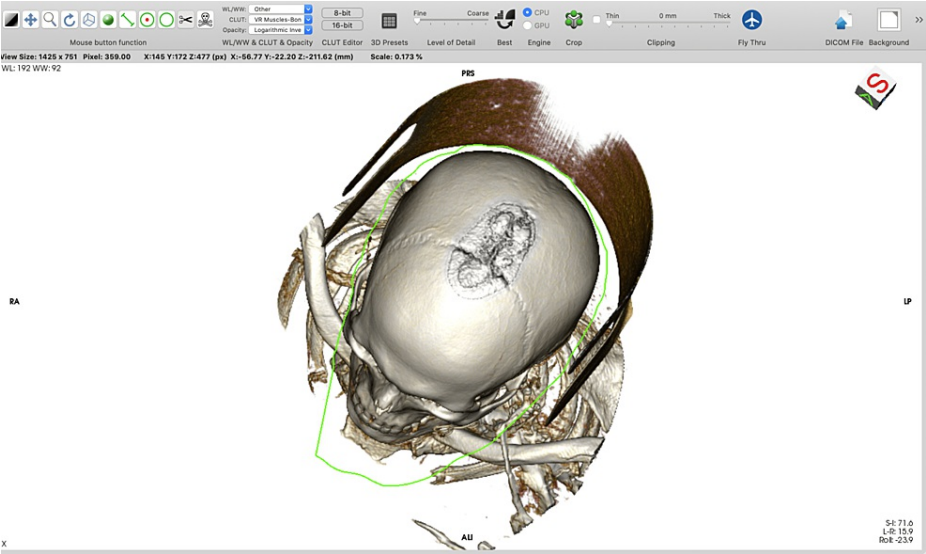 WL/WW: Other
CLUT: VR Muscles-Bon
Opacity: Logarithmic Inve
8-bit
16-bit
Fine Coarse
CPU
GPU
Thin 0 mm Thick
Mouse button function
WL/WW & CLUT & Opacity
CLUT Editor
3D Presets
Level of Detail
Best
Engine
Crop
Clipping
Fly Thru
DICOM File
Background
View Size: 1425 x 751 Pixel: 359.00 X:145 Y:172 Z:477 (px) X:-56.77 Y:-22.20 Z:-211.62 (mm) Scale: 0.173 %
WL: 192 WW: 92
PRS
S
A
RA
LP
ALI
X
S-I: 71.6
L-R: 15.9
Roll: -23.9